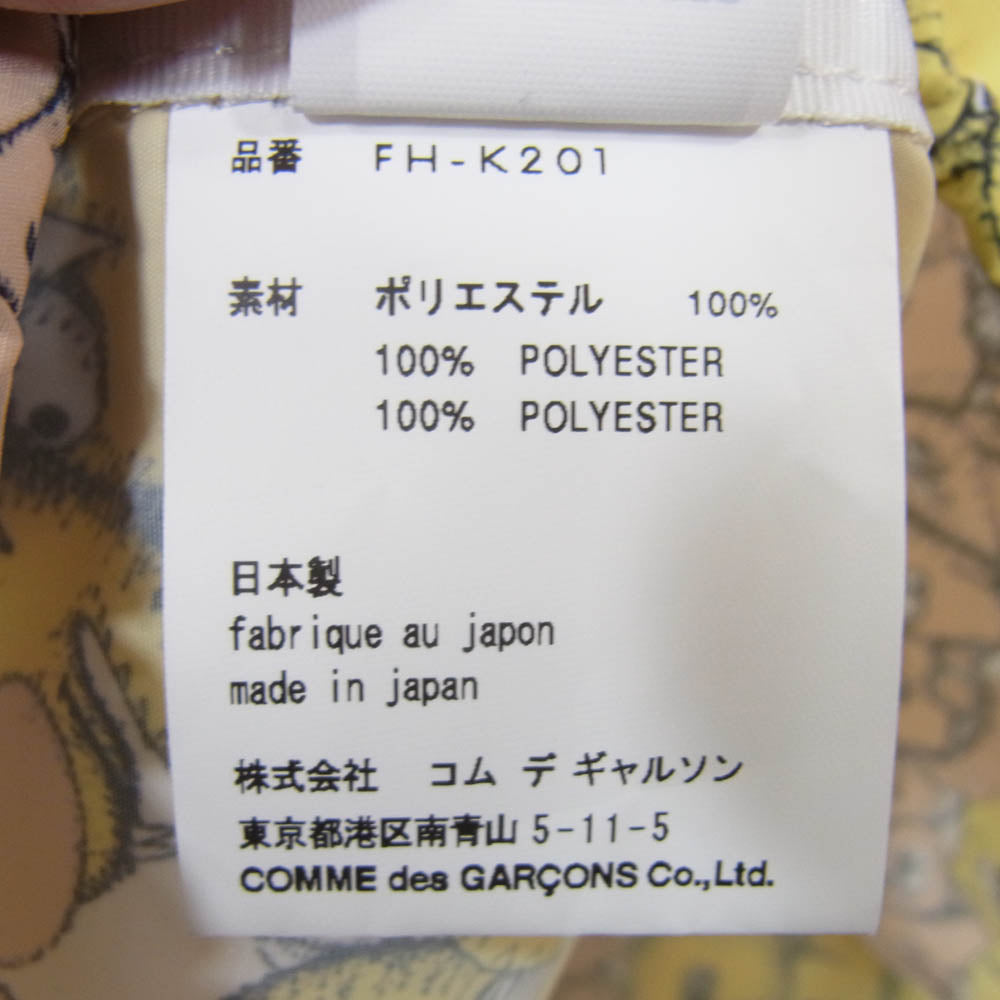 品番 FH-K201
素材 ポリエステル 100%
100% POLYESTER
100% POLYESTER
日本製
fabrique au japon
made in japan
株式会社 コム デ ギャルソン
東京都港区南青山5-11-5
COMME des GARÇONS Co.,Ltd.